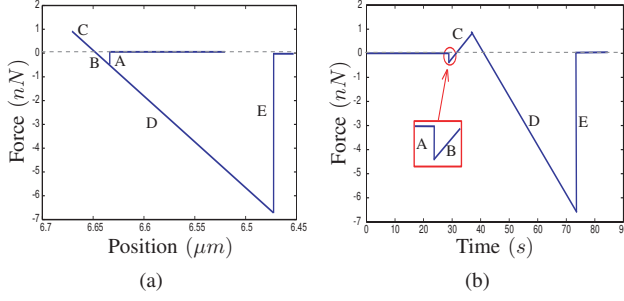 2
1
0
-1
-2
-3
-4
-5
-6
-7
Force (nN)
C
B
A
D
E
6.7
6.65
6.6
6.55
6.5
6.45
Position (μm)
(a)
2
1
0
-1
-2
-3
-4
-5
-6
-7
Force (nN)
C
A
B
D
E
0
10
20
30
40
50
60
70
80
9
Time (s)
(b)